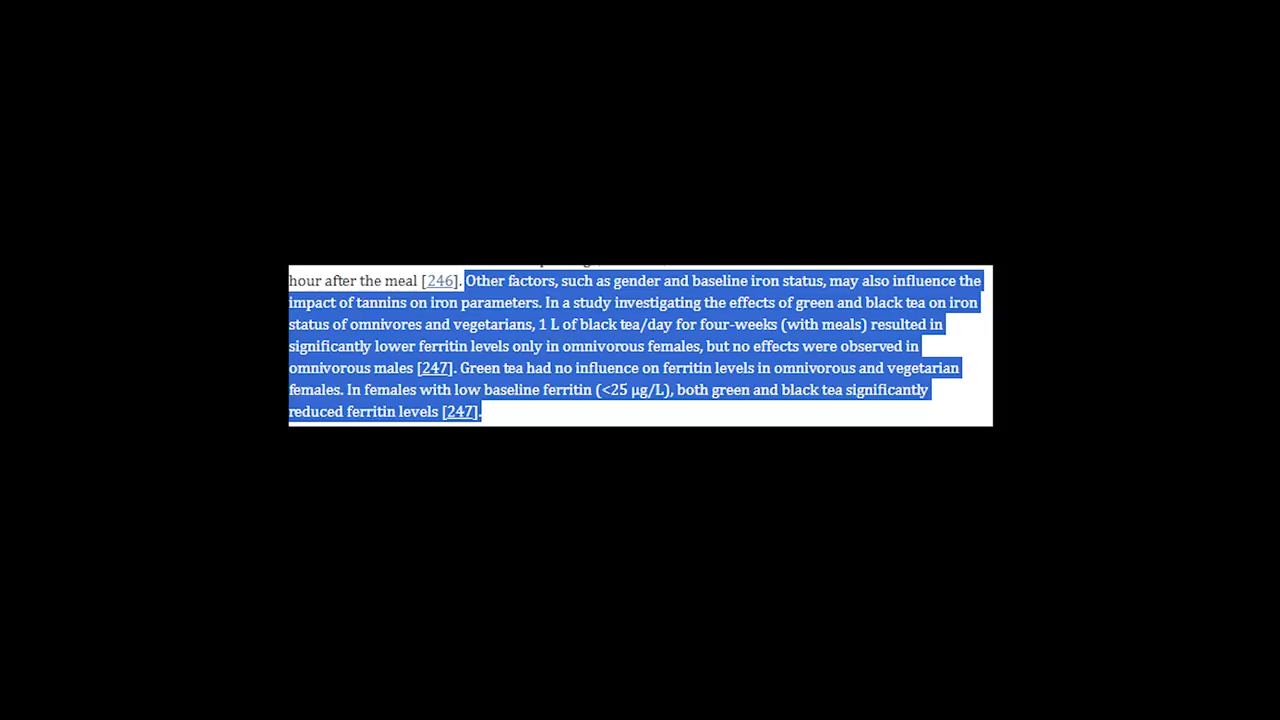 hour after the meal [246]. Other factors, such as gender and baseline iron status, may also influence the
impact of tannins on iron parameters. In a study investigating the effects of green and black tea on iron
status of omnivores and vegetarians, 1 L of black tea/day for four-weeks (with meals) resulted in
significantly lower ferritin levels only in omnivorous females, but no effects were observed in
omnivorous males [247]. Green tea had no influence on ferritin levels in omnivorous and vegetarian
females. In females with low baseline ferritin (<25 μg/L), both green and black tea significantly
reduced ferritin levels [247].